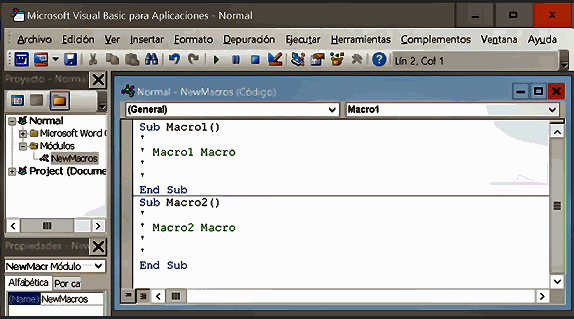 Microsoft Visual Basic para Aplicaciones - Normal
Archivo Edición Ver Insertar Formato Depuración Ejecutar Herramientas Complementos Ventana Ayuda
Lín 2, Col 1
Proyecto - Normal
Normal
Microsoft Word O
Módulos
NewMacros
Project (Docume
Propiedades - New
NewMacr Módulo
Alfabética Por ca
(Name) NewMacros
Normal - NewMacros (Código)
(General) Macro1
Sub Macro1()
'
' Macro1 Macro
'
'
End Sub
Sub Macro2()
'
' Macro2 Macro
'
'
End Sub